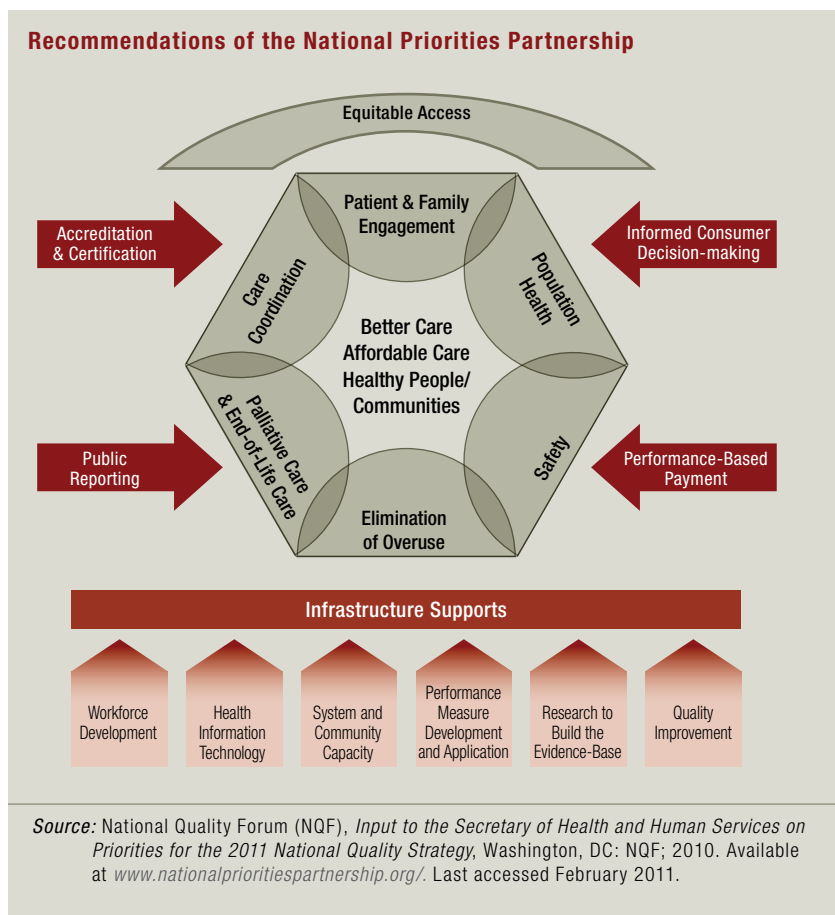 Recommendations of the National Priorities Partnership
Equitable Access
Patient & Family
Engagement
Accreditation
& Certification
Informed Consumer
Decision-making
Care
Coordination
Population
Health
Better Care
Affordable Care
Healthy People/
Communities
Palliative Care
& End-of-Life Care
Safety
Public
Reporting
Performance-Based
Payment
Elimination
of Overuse
Infrastructure Supports
Workforce
Development
Health
Information
Technology
System and
Community
Capacity
Performance
Measure
Development
and Application
Research to
Build the
Evidence-Base
Quality
Improvement
Source: National Quality Forum (NQF), Input to the Secretary of Health and Human Services on
Priorities for the 2011 National Quality Strategy, Washington, DC: NQF; 2010. Available
at www.nationalprioritiespartnership.org/. Last accessed February 2011.